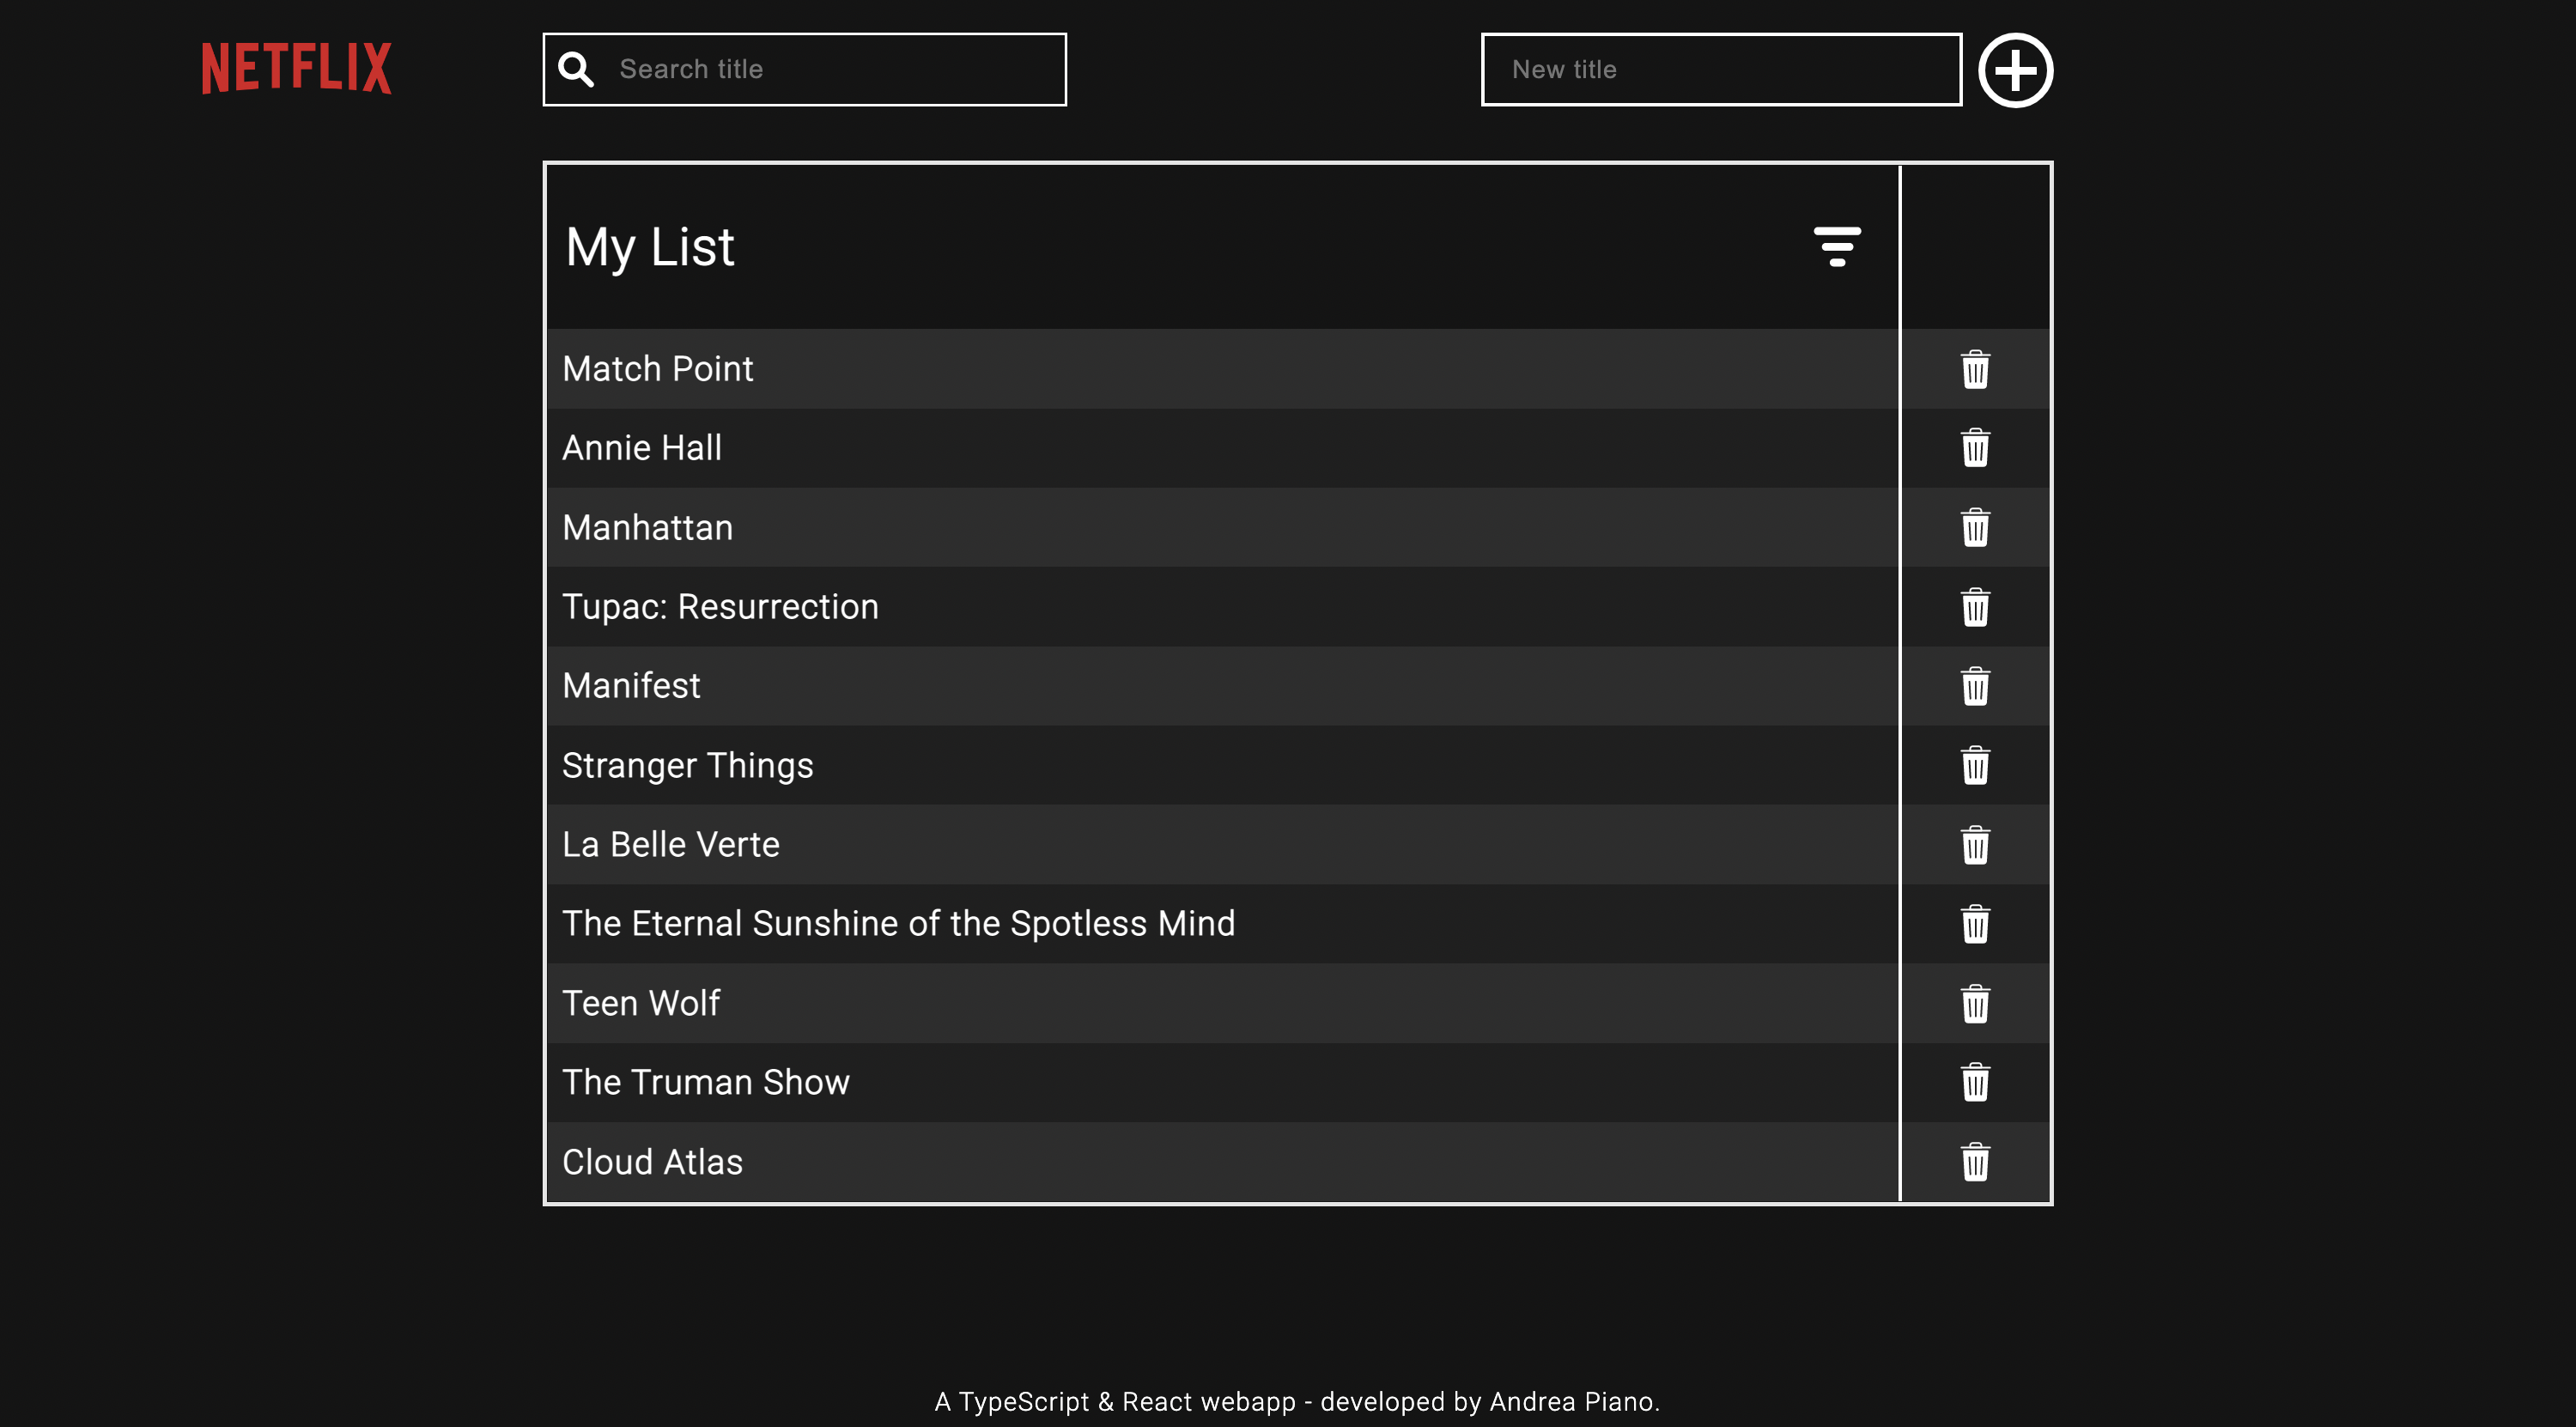 NETFLIX
Search title
New title
My List
Match Point
Annie Hall
Manhattan
Tupac: Resurrection
Manifest
Stranger Things
La Belle Verte
The Eternal Sunshine of the Spotless Mind
Teen Wolf
The Truman Show
Cloud Atlas
A TypeScript & React webapp - developed by Andrea Piano.